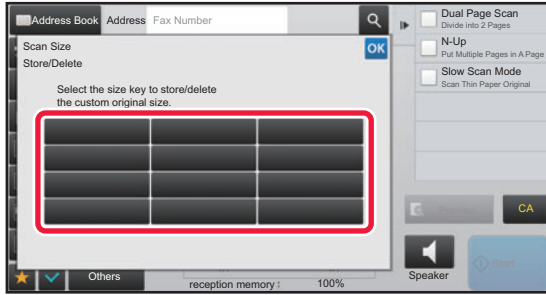 Address Book Address Fax Number
Scan Size
OK
Store/Delete
Select the size key to store/delete
the custom original size.
Dual Page Scan
Divide into 2 Pages
N-Up
Put Multiple Pages in A Page
Slow Scan Mode
Scan Thin Paper Original
Preview
CA
Start
Speaker
Others
reception memory: 100%